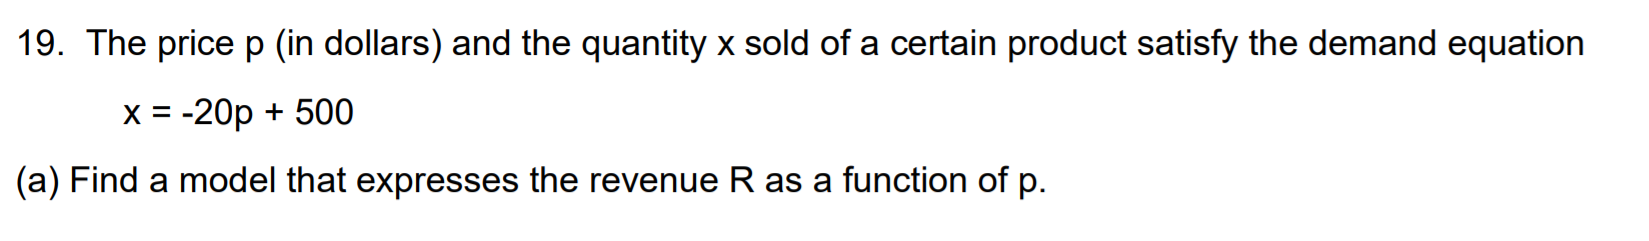 19. The price p (in dollars) and the quantity x sold of a certain product satisfy the demand equation
x = -20p + 500
(a) Find a model that expresses the revenue R as a function of p.